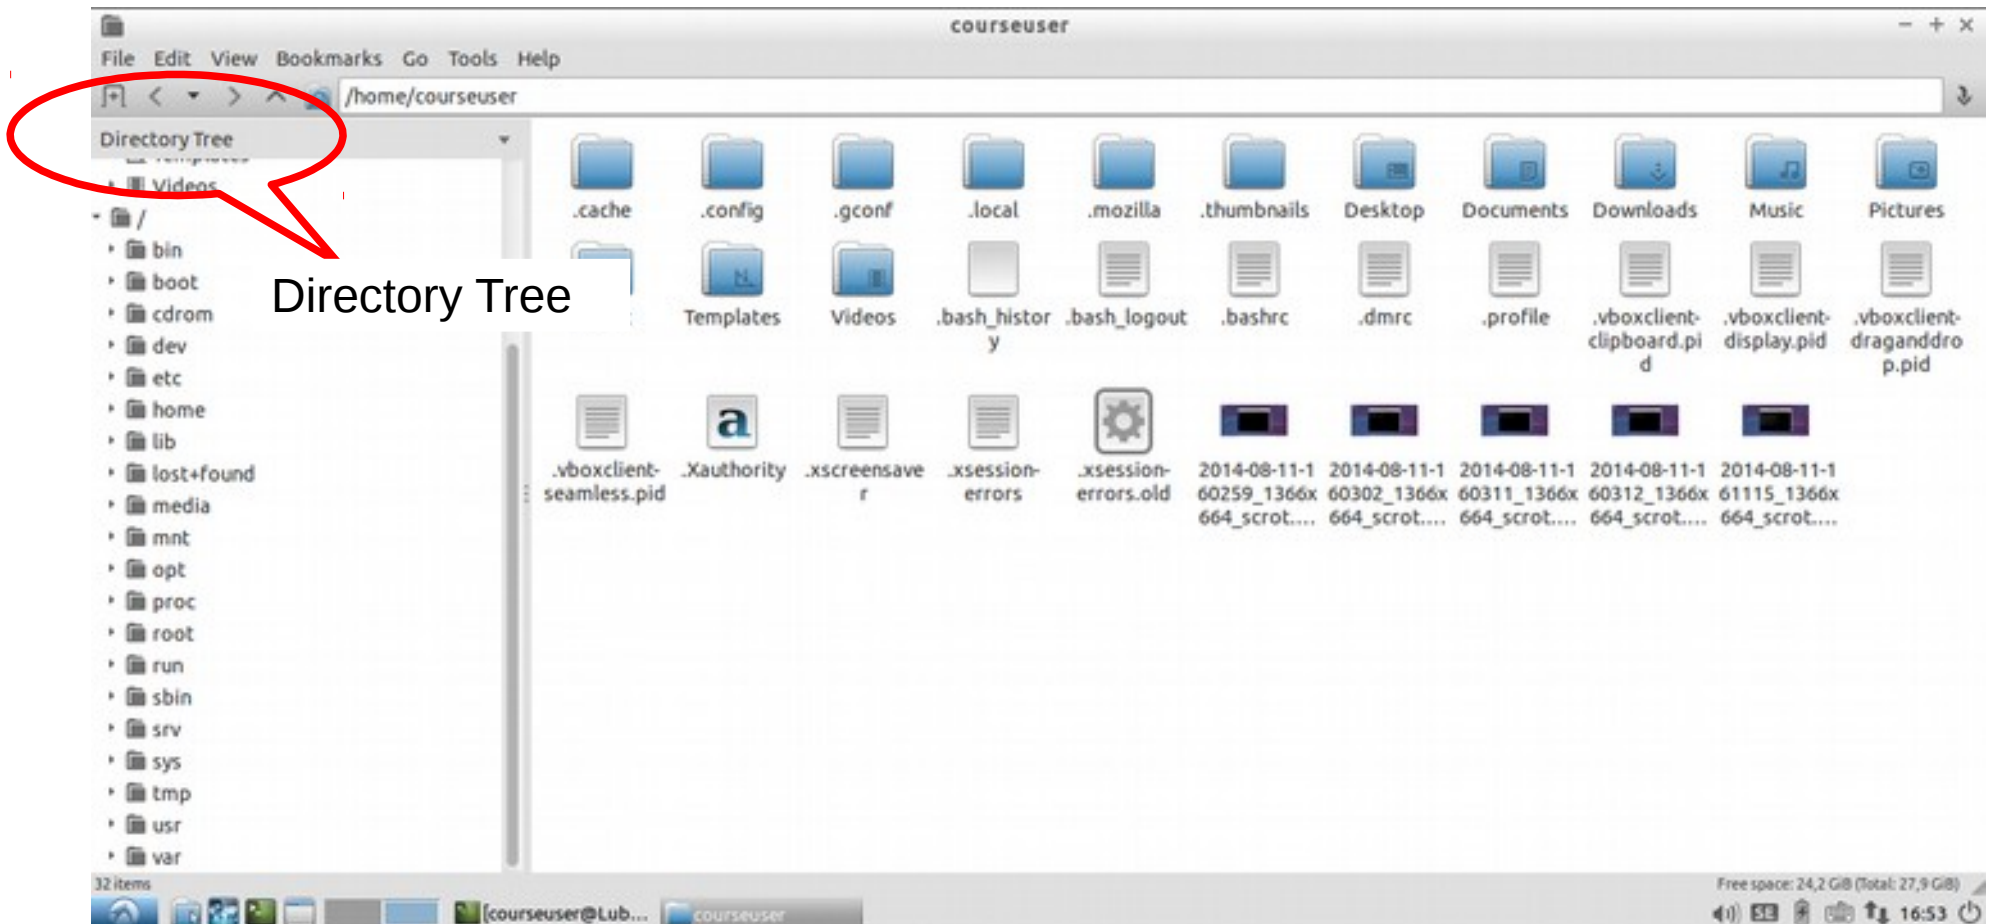 courseuser
File Edit View Bookmarks Go Tools Help
/home/courseuser
Directory Tree
Templates
Videos
/
bin
boot
cdrom
dev
etc
home
lib
lost+found
media
mnt
opt
proc
root
run
sbin
srv
sys
tmp
usr
var
Directory Tree
.cache .config .gconf .local .mozilla .thumbnails Desktop Documents Downloads Music Pictures
Templates Videos .bash_histor .bash_logout .bashrc .dmrc .profile .vboxclient- .vboxclient- .vboxclient-
y clipboard.pi display.pid draganddro
d p.pid
.vboxclient- .Xauthority .xscreensave .xsession- .xsession- 2014-08-11-1 2014-08-11-1 2014-08-11-1 2014-08-11-1 2014-08-11-1
seamless.pid r errors errors.old 60259_1366x 60302_1366x 60311_1366x 60312_1366x 61115_1366x
664_scrot.... 664_scrot.... 664_scrot.... 664_scrot.... 664_scrot....
32 items
Free space: 24,2 GiB (Total: 27,9 GiB)
[courseuser@Lub... courseuser
16:53